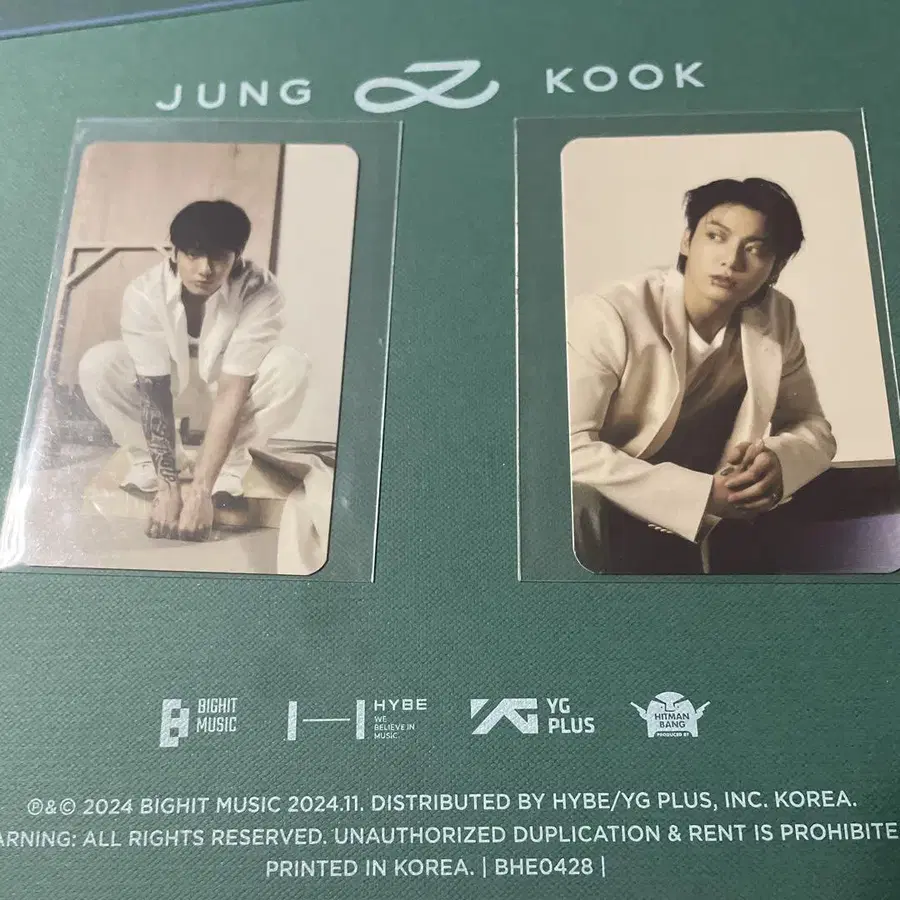 JUNG KOOK
BIGHIT
MUSIC
HYBE
WE
BELIEVE IN
MUSIC.
YG
PLUS
HITMAN
BANG
PRODUCED BY
℗&© 2024 BIGHIT MUSIC 2024.11. DISTRIBUTED BY HYBE/YG PLUS, INC. KOREA.
ARNING: ALL RIGHTS RESERVED. UNAUTHORIZED DUPLICATION & RENT IS PROHIBITE
PRINTED IN KOREA. | BHE0428 |